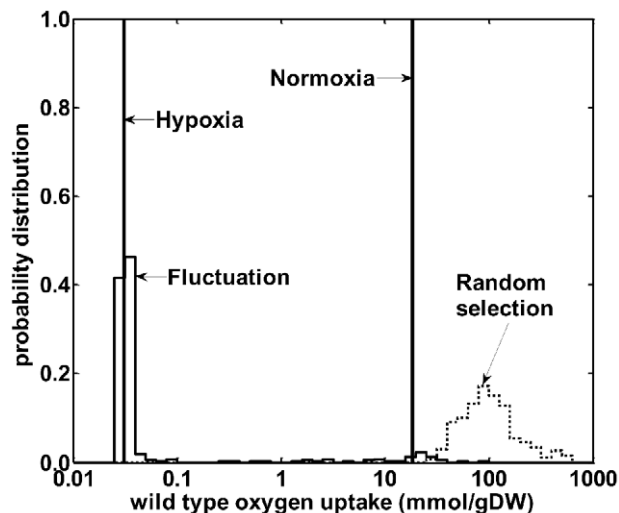 1.0
0.8
0.6
0.4
0.2
0.0
probability distribution
Hypoxia
Normoxia
Fluctuation
Random
selection
0.01 0.1 1 10 100 1000
wild type oxygen uptake (mmol/gDW)